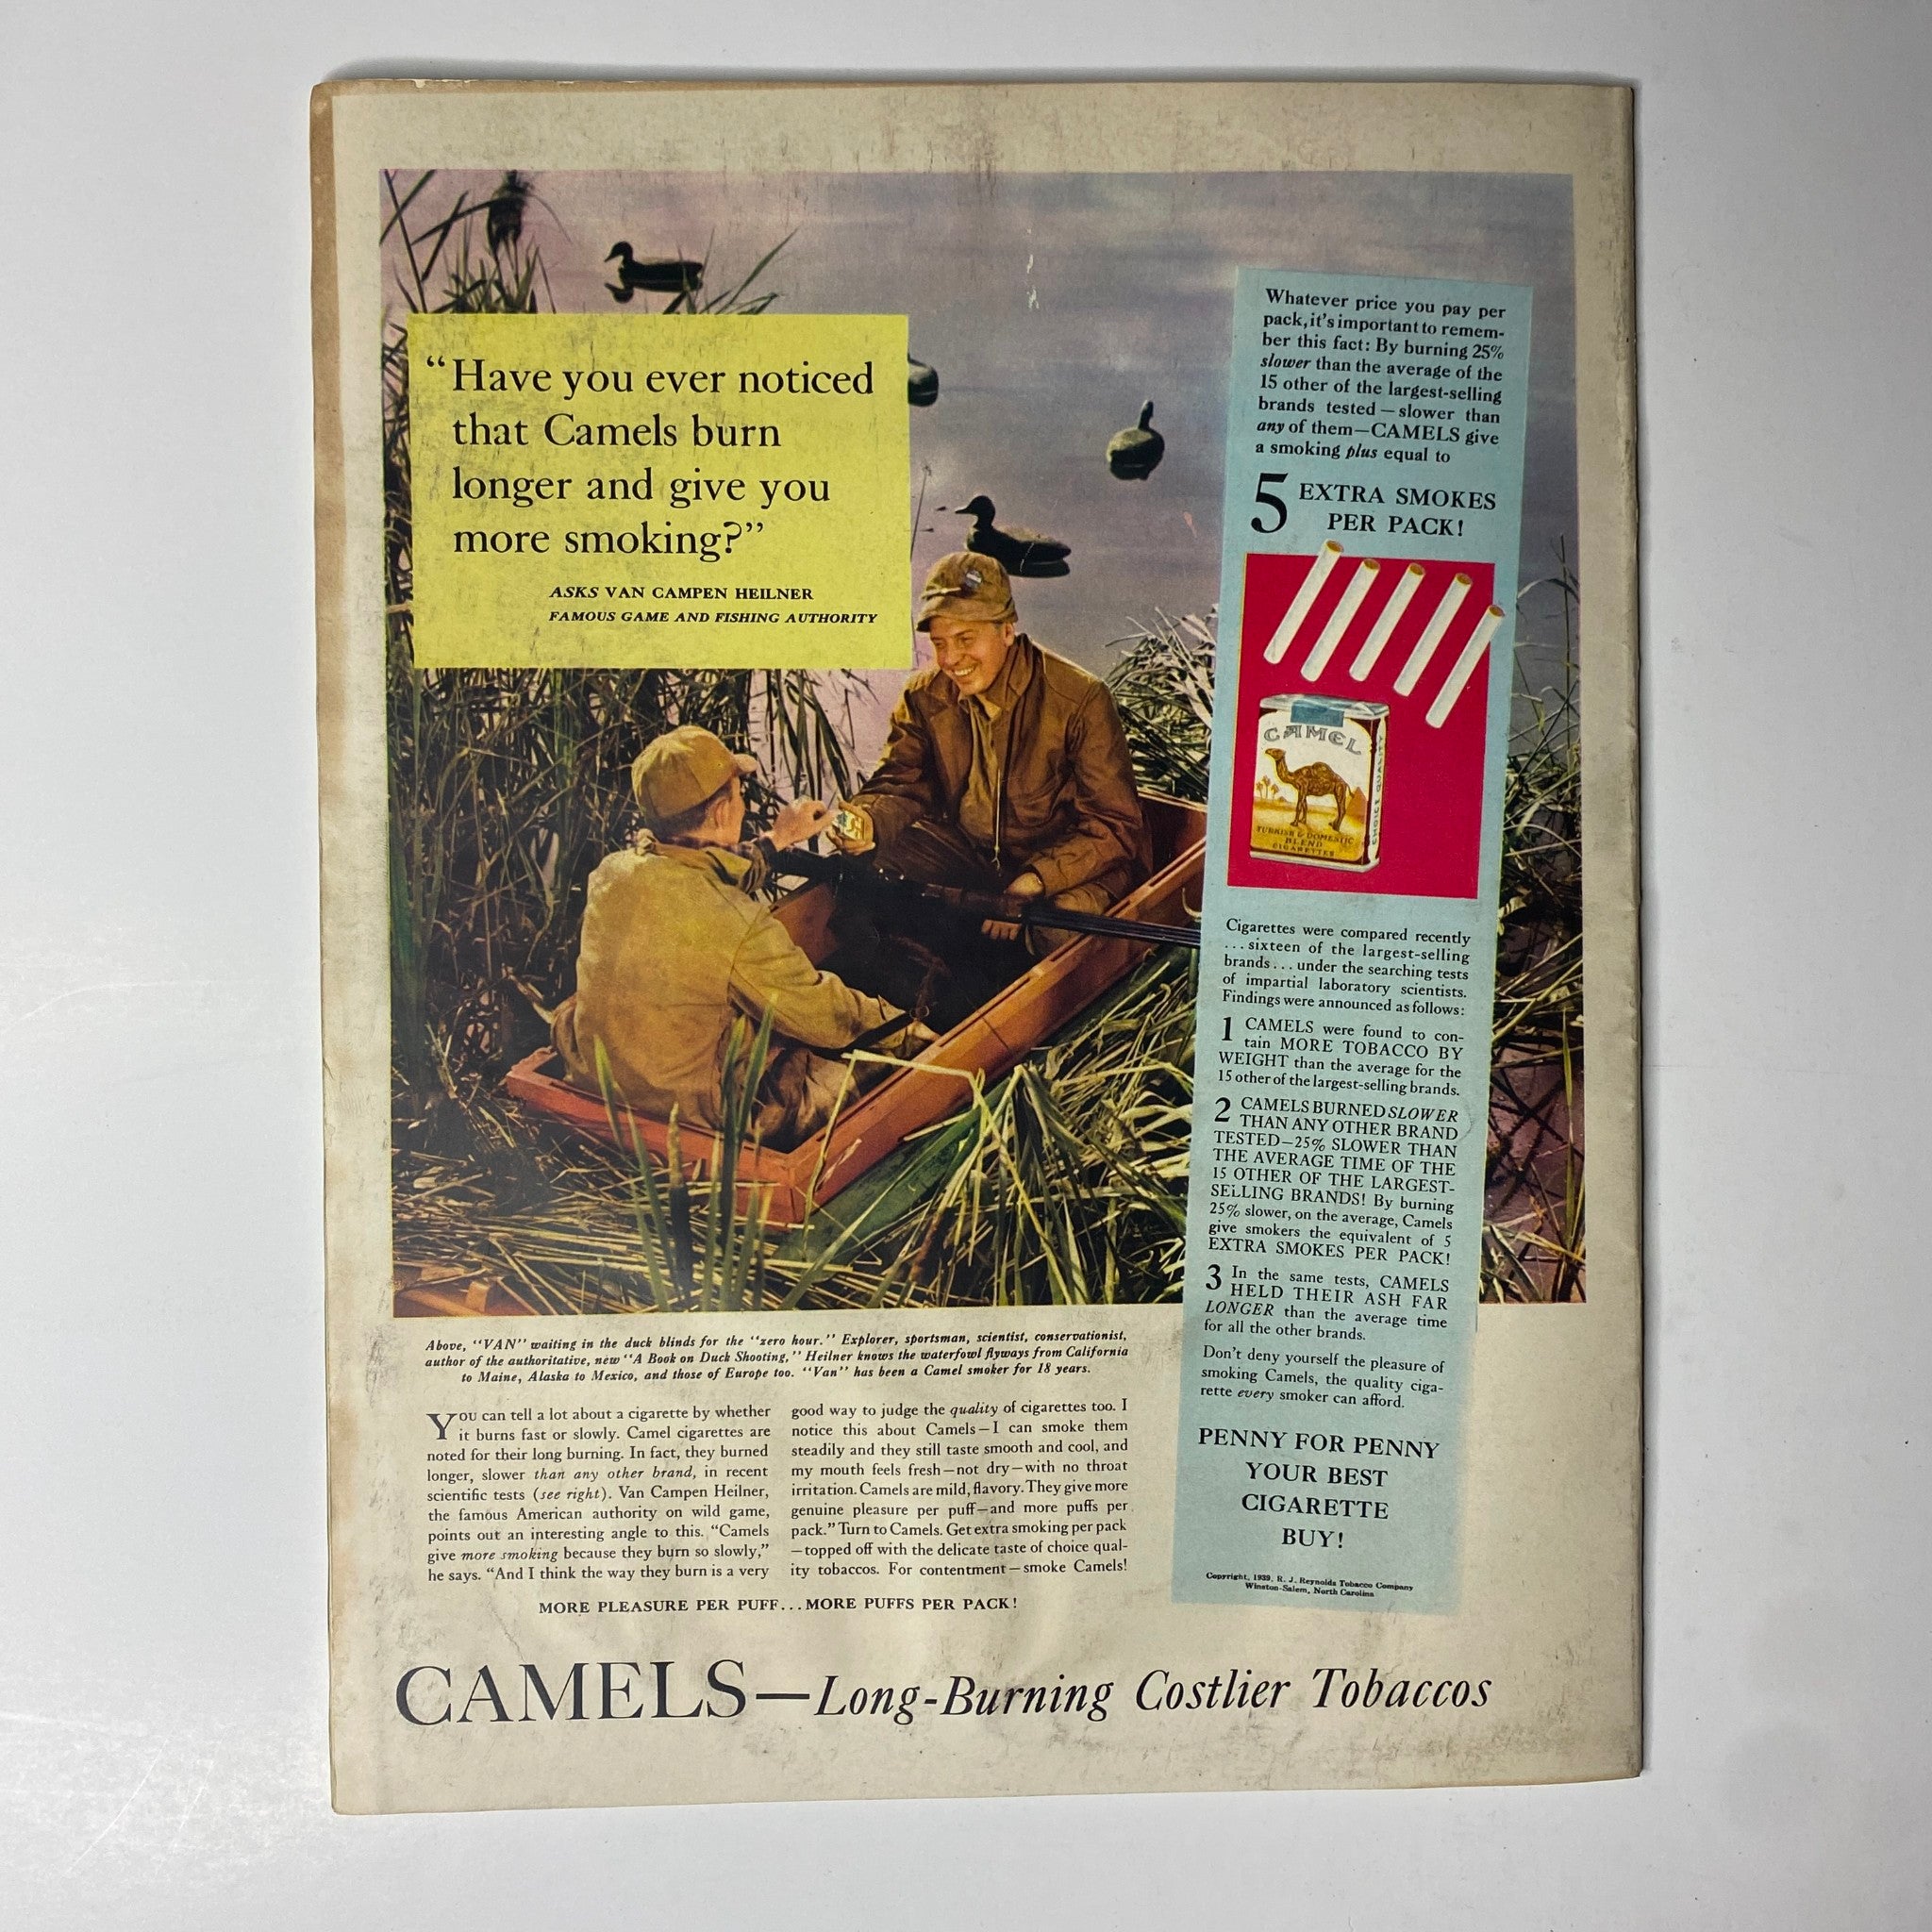 "Have you ever noticed
that Camels burn
longer and give you
more smoking?"
ASKS VAN CAMPEN HEILNER
FAMOUS GAME AND FISHING AUTHORITY
Whatever price you pay per
pack, it's important to remem-
ber this fact: By burning 25%
slower than the average of the
15 other of the largest-selling
brands tested—slower than
any of them—CAMELS give
a smoking plus equal to
5 EXTRA SMOKES
PER PACK!
CAMEL
TURKISH & DOMESTIC
BLEND
CIGARETTES
CHOICE QUALITY
Cigarettes were compared recently
...sixteen of the largest-selling
brands...under the searching tests
of impartial laboratory scientists.
Findings were announced as follows:
1 CAMELS were found to con-
tain MORE TOBACCO BY
WEIGHT than the average for the
15 other of the largest-selling brands.
2 CAMELS BURNED SLOWER
THAN ANY OTHER BRAND
TESTED—25% SLOWER THAN
THE AVERAGE TIME OF THE
15 OTHER OF THE LARGEST-
SELLING BRANDS! By burning
25% slower, on the average, Camels
give smokers the equivalent of 5
EXTRA SMOKES PER PACK!
3 In the same tests, CAMELS
HELD THEIR ASH FAR
LONGER than the average time
for all the other brands.
Don't deny yourself the pleasure of
smoking Camels, the quality ciga-
rette every smoker can afford.
PENNY FOR PENNY
YOUR BEST
CIGARETTE
BUY!
Copyright, 1939, R. J. Reynolds Tobacco Company
Winston-Salem, North Carolina
Above, "VAN" waiting in the duck blinds for the "zero hour." Explorer, sportsman, scientist, conservationist,
author of the authoritative, new "A Book on Duck Shooting," Heilner knows the waterfowl flyways from California
to Maine, Alaska to Mexico, and those of Europe too. "Van" has been a Camel smoker for 18 years.
YOU can tell a lot about a cigarette by whether
it burns fast or slowly. Camel cigarettes are
noted for their long burning. In fact, they burned
longer, slower than any other brand, in recent
scientific tests (see right). Van Campen Heilner,
the famous American authority on wild game,
points out an interesting angle to this. "Camels
give more smoking because they burn so slowly,"
he says. "And I think the way they burn is a very
good way to judge the quality of cigarettes too. I
notice this about Camels—I can smoke them
steadily and they still taste smooth and cool, and
my mouth feels fresh—not dry—with no throat
irritation. Camels are mild, flavory. They give more
genuine pleasure per puff—and more puffs per
pack." Turn to Camels. Get extra smoking per pack
—topped off with the delicate taste of choice qual-
ity tobaccos. For contentment—smoke Camels!
MORE PLEASURE PER PUFF...MORE PUFFS PER PACK!
CAMELS—Long-Burning Costlier Tobaccos